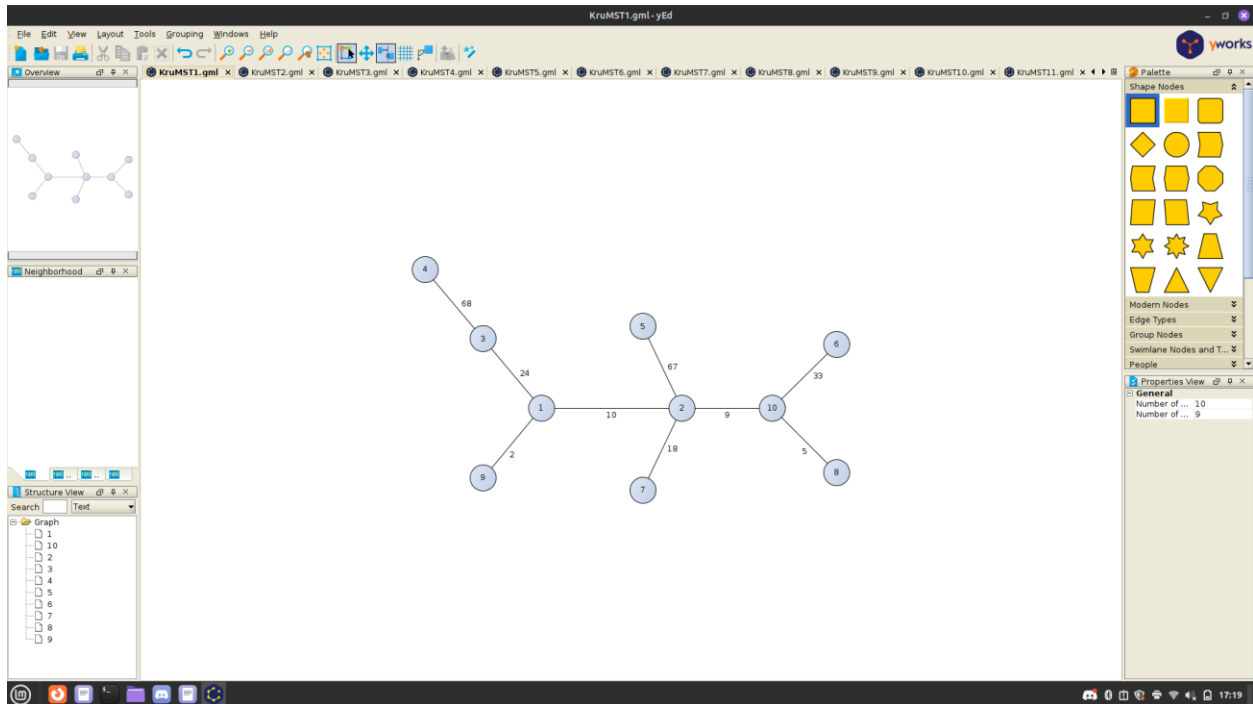 KruMST1.gml - yEd
File Edit View Layout Tools Grouping Windows Help
yworks
Overview
KruMST1.gml KruMST2.gml KruMST3.gml KruMST4.gml KruMST5.gml KruMST6.gml KruMST7.gml KruMST8.gml KruMST9.gml KruMST10.gml KruMST11.gml
Palette
Shape Nodes
Neighborhood
4
68
3
5
6
24
67
33
1
10
2
9
10
2
18
5
9
7
8
Modern Nodes
Edge Types
Group Nodes
Swimlane Nodes and T...
People
Properties View
General
Number of ... 10
Number of ... 9
Structure View
Search Text
Graph
1
10
2
3
4
5
6
7
8
9
17:19